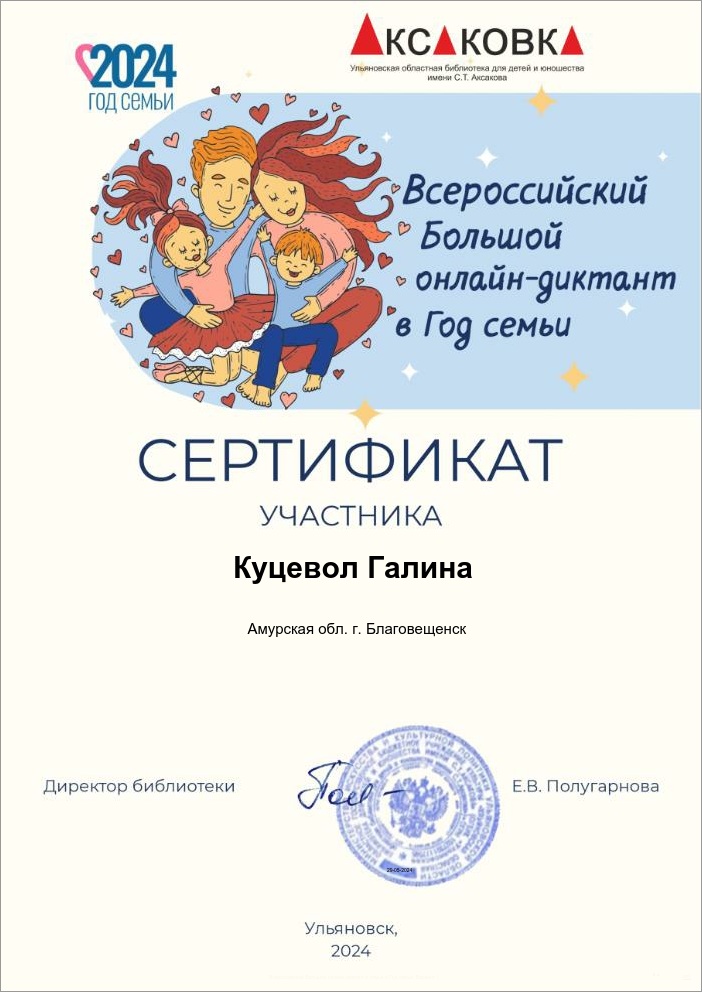 2024
ГОД СЕМЬИ
АКСАКОВКА
Ульяновская областная библиотека для детей и юношества
имени С.Т. Аксакова
Всероссийский
Большой
онлайн-диктант
в Год семьи
СЕРТИФИКАТ
УЧАСТНИКА
Куцевол Галина
Амурская обл. г. Благовещенск
Директор библиотеки
Е.В. Полугарнова
Ульяновск,
2024